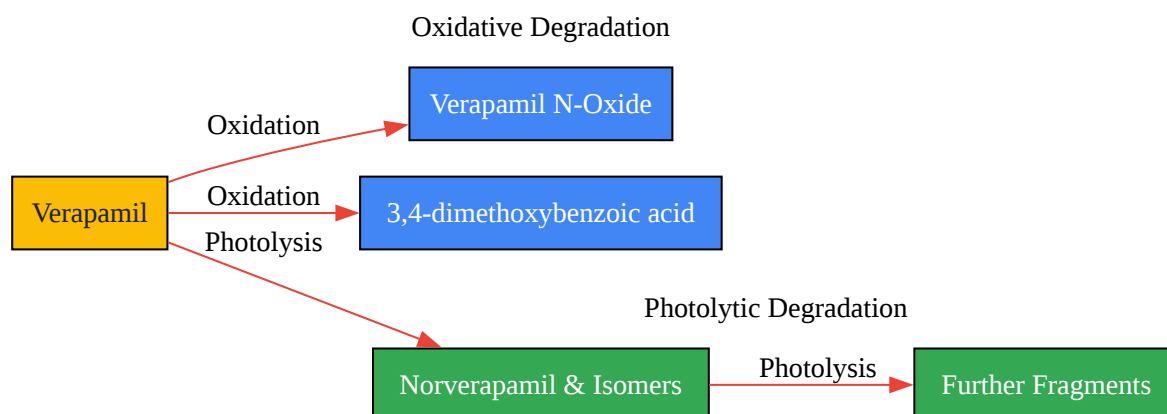 Oxidative Degradation
Verapamil N-Oxide
Oxidation
Verapamil
Oxidation
3,4-dimethoxybenzoic acid
Photolysis
Photolytic Degradation
Norverapamil & Isomers
Photolysis
Further Fragments